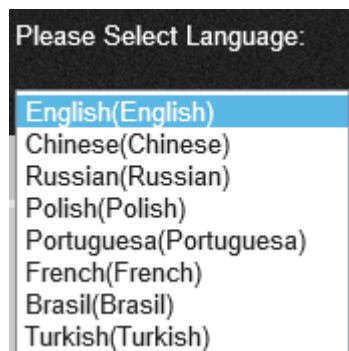 Please Select Language:
English(English)
Chinese(Chinese)
Russian(Russian)
Polish(Polish)
Portuguesa(Portuguesa)
French(French)
Brasil(Brasil)
Turkish(Turkish)